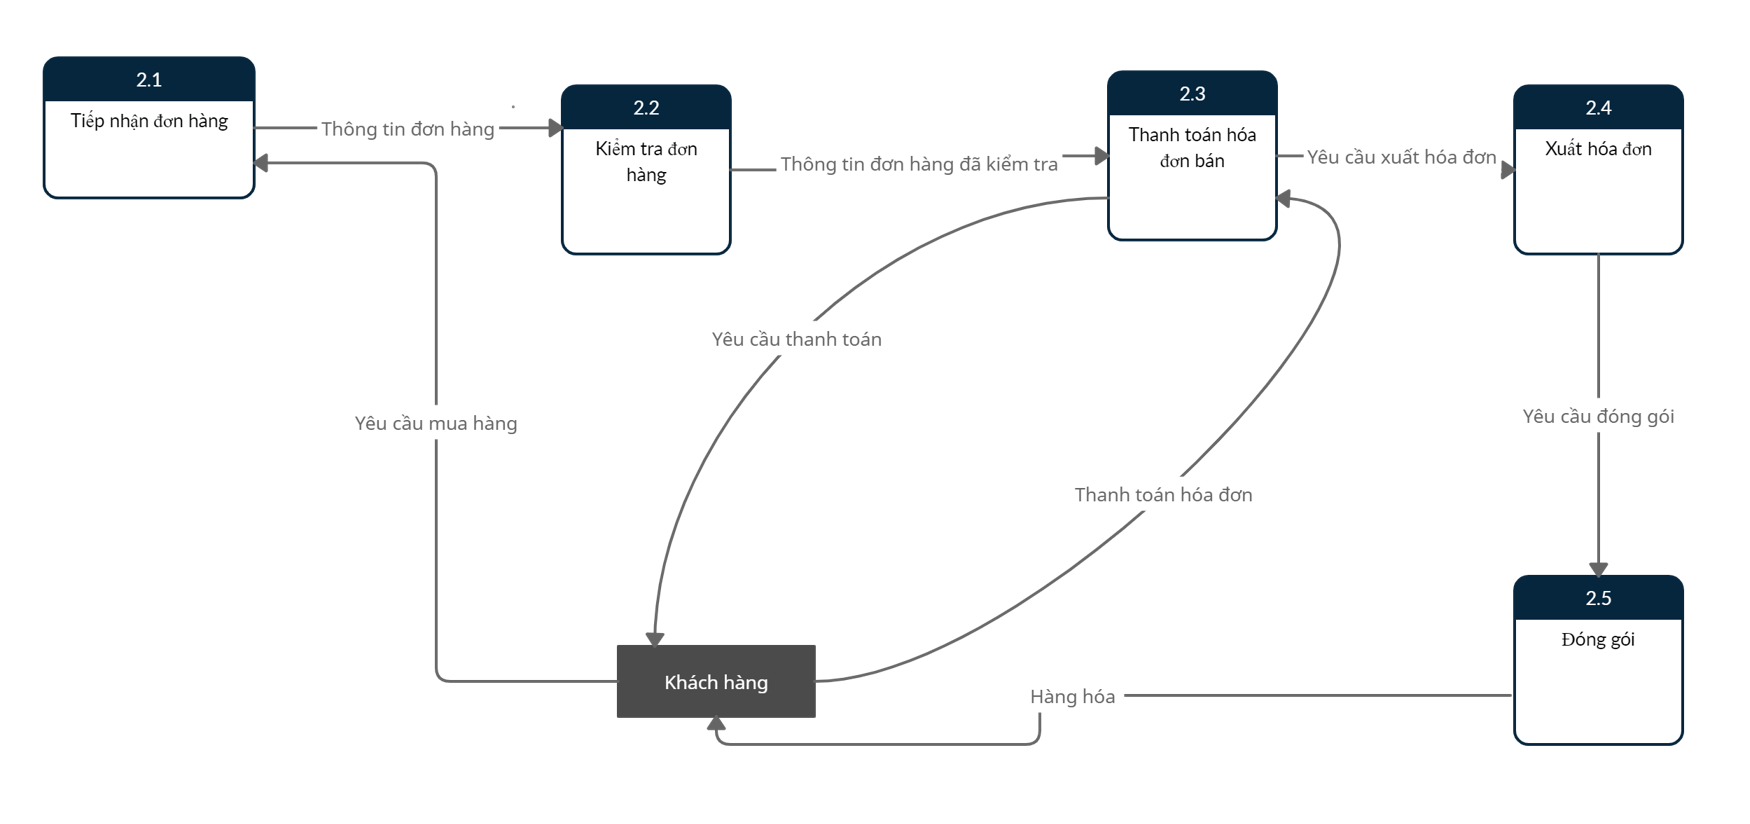 2.1
Tiếp nhận đơn hàng
Thông tin đơn hàng
2.2
Kiểm tra đơn
hàng
Thông tin đơn hàng đã kiểm tra
2.3
Thanh toán hóa
đơn bán
Yêu cầu xuất hóa đơn
2.4
Xuất hóa đơn
Yêu cầu thanh toán
Yêu cầu mua hàng
Yêu cầu đóng gói
Thanh toán hóa đơn
2.5
Đóng gói
Khách hàng
Hàng hóa